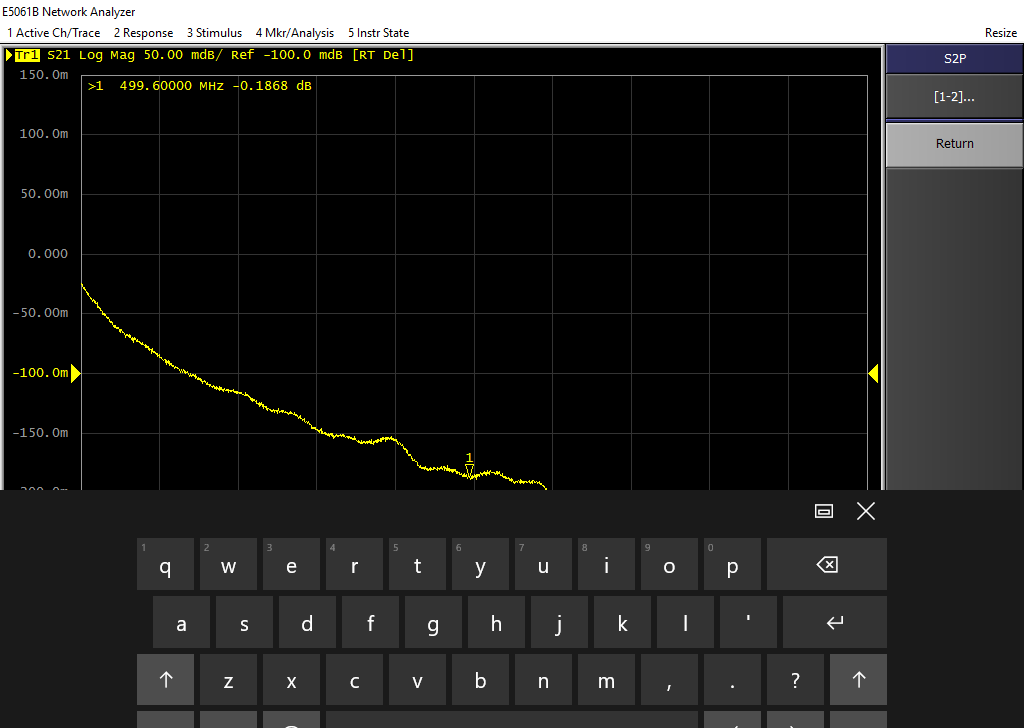 E5061B Network Analyzer
1 Active Ch/Trace 2 Response 3 Stimulus 4 Mkr/Analysis 5 Instr State Resize
Tr1 S21 Log Mag 50.00 mdB/ Ref -100.0 mdB [RT Del]
S2P
150.0m
>1 499.60000 MHz -0.1868 dB
[1-2]...
100.0m
Return
50.00m
0.000
-50.00m
-100.0m
-150.0m
1
-200.0m
1 2 3 4 5 6 7 8 9 0
q w e r t y u i o p
a s d f g h j k l '
z x c v b n m , . ?